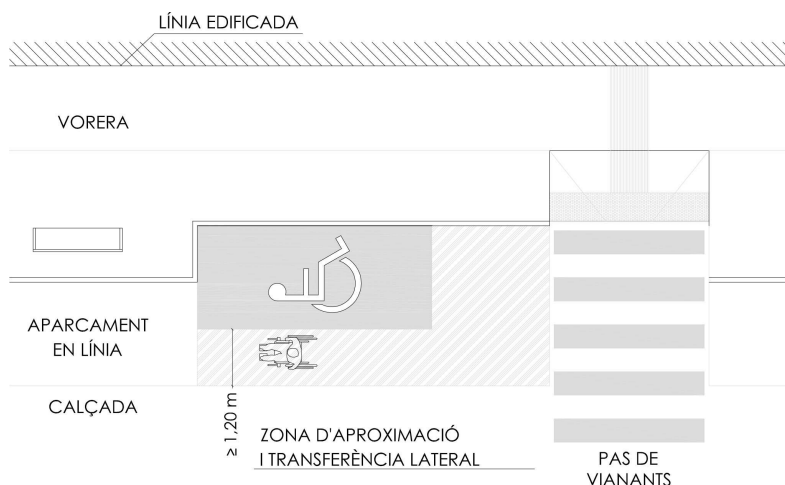 LÍNIA EDIFICADA
VORERA
APARCAMENT
EN LÍNIA
CALÇADA
≥ 1,20 m
ZONA D'APROXIMACIÓ
I TRANSFERÈNCIA LATERAL
PAS DE
VIANANTS